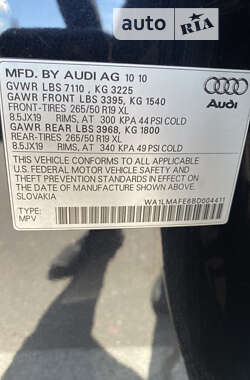 auto RIA
MFD. BY AUDI AG 10 10
GVWR LBS 7110 , KG 3225
GAWR FRONT LBS 3395, KG 1540
FRONT-TIRES 265/50 R19 XL
8.5JX19 RIMS, AT 300 KPA 44 PSI COLD
GAWR REAR LBS 3968, KG 1800
REAR-TIRES 265/50 R19 XL
8.5JX19 RIMS, AT 340 KPA 49 PSI COLD
Audi
THIS VEHICLE CONFORMS TO ALL APPLICABLE
U.S. FEDERAL MOTOR VEHICLE SAFETY
STANDARDS IN EFFECT ON THE DATE OF
MANUFACTURE SHOWN ABOVE.
SLOVAKIA
WA1LMAFE6BD004411
TYPE:
MPV